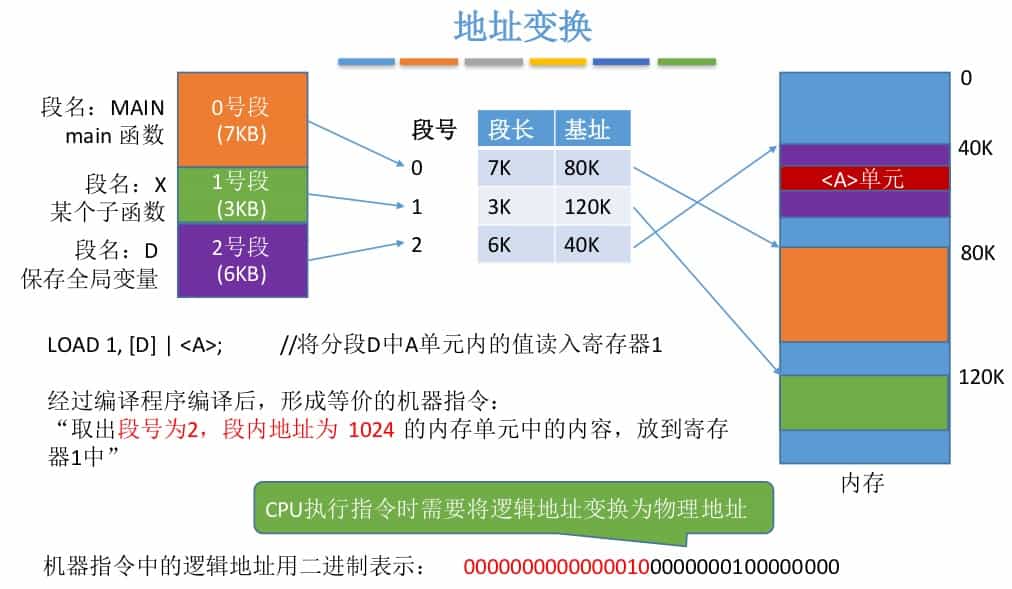 地址变换
段名：MAIN
main 函数
0号段
(7KB)
段名：X
某个子函数
1号段
(3KB)
段名：D
保存全局变量
2号段
(6KB)
段号 段长 基址
0 7K 80K
1 3K 120K
2 6K 40K
0
40K
<A>单元
80K
120K
内存
LOAD 1, [D] | <A>; //将分段D中A单元内的值读入寄存器1
经过编译程序编译后，形成等价的机器指令：
“取出段号为2，段内地址为 1024 的内存单元中的内容，放到寄存
器1中”
CPU执行指令时需要将逻辑地址变换为物理地址
机器指令中的逻辑地址用二进制表示： 00000000000000100000000100000000